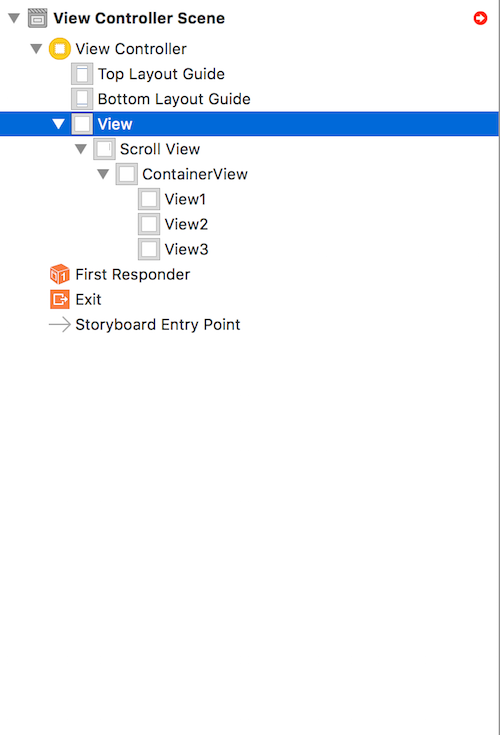 View Controller Scene
View Controller
Top Layout Guide
Bottom Layout Guide
View
Scroll View
ContainerView
View1
View2
View3
First Responder
Exit
Storyboard Entry Point